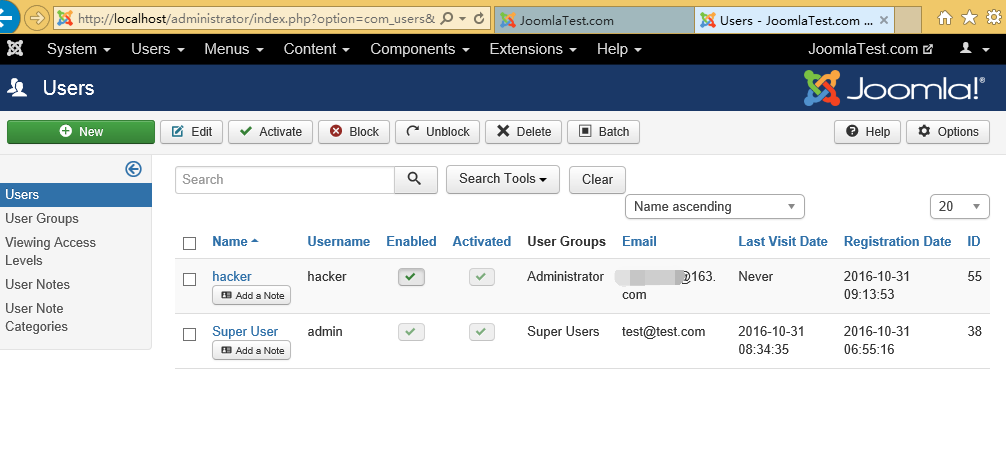 http://localhost/administrator/index.php?option=com_users&
JoomlaTest.com
Users - JoomlaTest.com ...
System Users Menus Content Components Extensions Help JoomlaTest.com
Users
Joomla!®
New Edit Activate Block Unblock Delete Batch Help Options
Search Search Tools Clear
Name ascending 20
Users
User Groups
Viewing Access
Levels
User Notes
User Note
Categories
Name Username Enabled Activated User Groups Email Last Visit Date Registration Date ID
hacker hacker Administrator @163. Never 2016-10-31 55
Add a Note com 09:13:53
Super User admin Super Users test@test.com 2016-10-31 2016-10-31 38
Add a Note 08:34:35 06:55:16